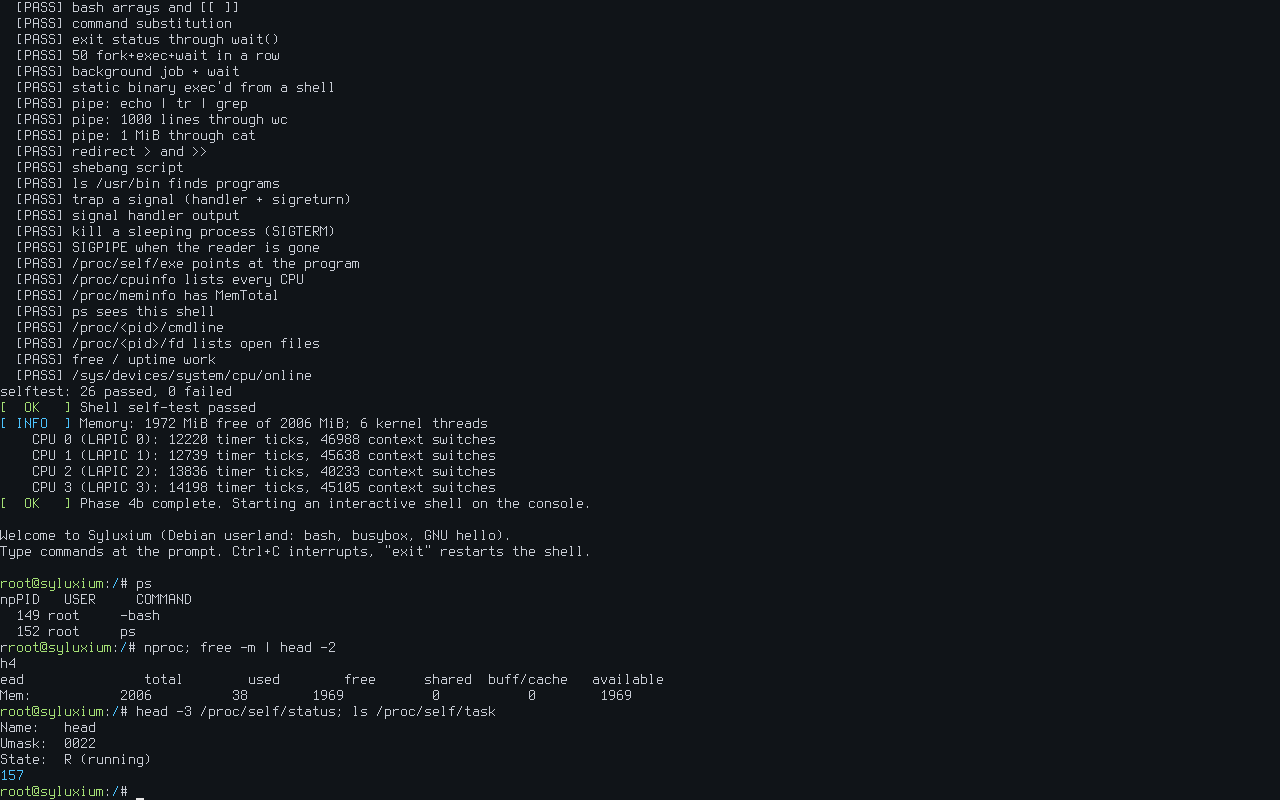 [PASS] bash arrays and [[ ]]
[PASS] command substitution
[PASS] exit status through wait()
[PASS] 50 fork+exec+wait in a row
[PASS] background job + wait
[PASS] static binary exec'd from a shell
[PASS] pipe: echo | tr | grep
[PASS] pipe: 1000 lines through wc
[PASS] pipe: 1 MiB through cat
[PASS] redirect > and >>
[PASS] shebang script
[PASS] ls /usr/bin finds programs
[PASS] trap a signal (handler + sigreturn)
[PASS] signal handler output
[PASS] kill a sleeping process (SIGTERM)
[PASS] SIGPIPE when the reader is gone
[PASS] /proc/self/exe points at the program
[PASS] /proc/cpuinfo lists every CPU
[PASS] /proc/meminfo has MemTotal
[PASS] ps sees this shell
[PASS] /proc/<pid>/cmdline
[PASS] /proc/<pid>/fd lists open files
[PASS] free / uptime work
[PASS] /sys/devices/system/cpu/online
selftest: 26 passed, 0 failed
[  OK   ] Shell self-test passed
[ INFO  ] Memory: 1972 MiB free of 2006 MiB; 6 kernel threads
    CPU 0 (LAPIC 0): 12220 timer ticks, 46988 context switches
    CPU 1 (LAPIC 1): 12739 timer ticks, 45638 context switches
    CPU 2 (LAPIC 2): 13836 timer ticks, 40233 context switches
    CPU 3 (LAPIC 3): 14198 timer ticks, 45105 context switches
[  OK   ] Phase 4b complete. Starting an interactive shell on the console.
Welcome to Syluxium (Debian userland: bash, busybox, GNU hello).
Type commands at the prompt. Ctrl+C interrupts, "exit" restarts the shell.
root@syluxium:/# ps
npPID   USER     COMMAND
  149 root     -bash
  152 root     ps
rroot@syluxium:/# nproc; free -m | head -2
h4
ead               total        used        free      shared  buff/cache   available
Mem:           2006          38        1969           0           0        1969
root@syluxium:/# head -3 /proc/self/status; ls /proc/self/task
Name:   head
Umask:  0022
State:  R (running)
157
root@syluxium:/#